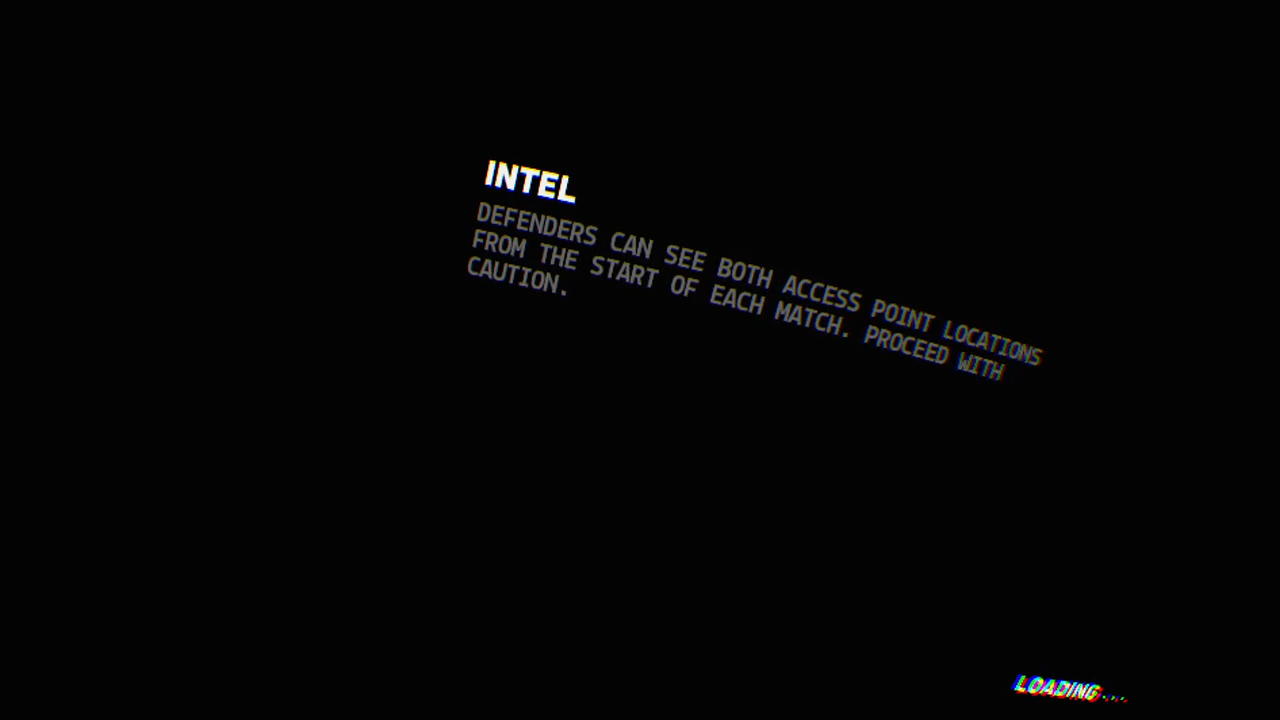 INTEL
DEFENDERS CAN SEE BOTH ACCESS POINT LOCATIONS
FROM THE START OF EACH MATCH. PROCEED WITH
CAUTION.
LOADING...